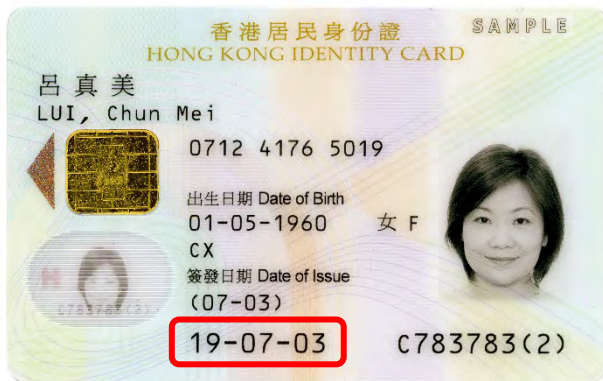 SAMPLE
香港居民身份證
HONG KONG IDENTITY CARD
呂真美
LUI, Chun Mei
0712 4176 5019
出生日期 Date of Birth
01-05-1960 女 F
CX
簽發日期 Date of Issue
(07-03)
19-07-03
C783783(2)